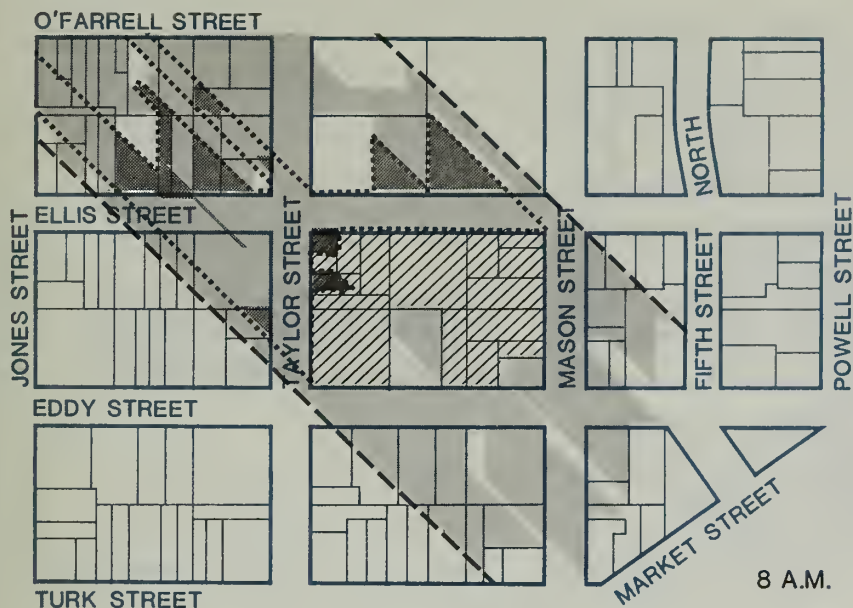 O'FARRELL STREET
NORTH
ELLIS STREET
JONES STREET
TAYLOR STREET
MASON STREET
FIFTH STREET
POWELL STREET
EDDY STREET
MARKET STREET
8 A.M.
TURK STREET